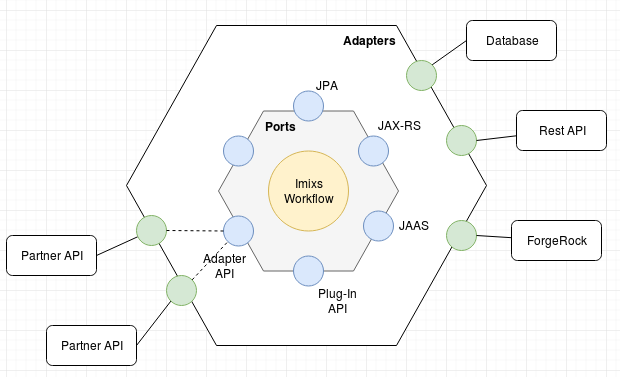 Adapters
Database
JPA
Ports
JAX-RS
Rest API
Imixs
Workflow
JAAS
ForgeRock
Partner API
Adapter
API
Plug-In
API
Partner API